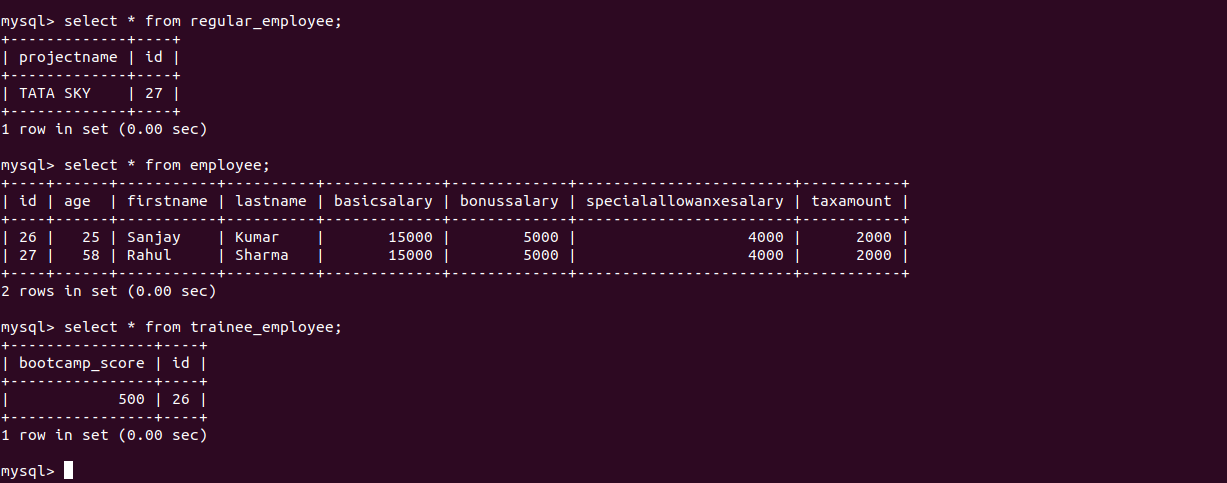 mysql> select * from regular_employee;
+-------------+----+
| projectname | id |
+-------------+----+
| TATA SKY    | 27 |
+-------------+----+
1 row in set (0.00 sec)

mysql> select * from employee;
+----+------+-----------+----------+-------------+-------------+------------------------+-----------+
| id | age  | firstname | lastname | basicsalary | bonussalary | specialallowanxesalary | taxamount |
+----+------+-----------+----------+-------------+-------------+------------------------+-----------+
| 26 |   25 | Sanjay    | Kumar    |       15000 |        5000 |                   4000 |      2000 |
| 27 |   58 | Rahul     | Sharma   |       15000 |        5000 |                   4000 |      2000 |
+----+------+-----------+----------+-------------+-------------+------------------------+-----------+
2 rows in set (0.00 sec)

mysql> select * from trainee_employee;
+----------------+----+
| bootcamp_score | id |
+----------------+----+
|            500 | 26 |
+----------------+----+
1 row in set (0.00 sec)

mysql>